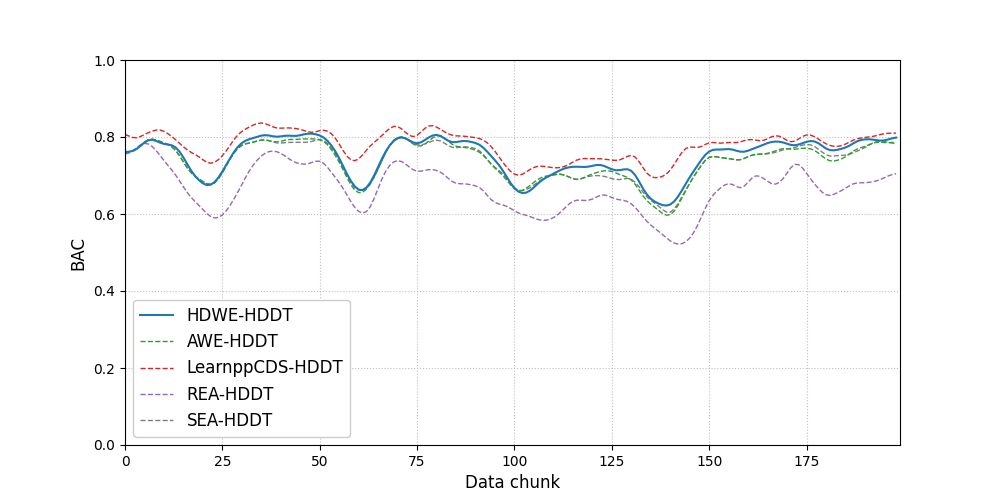 1.0
0.8
0.6
0.4
0.2
0.0
BAC
HDWE-HDDT
AWE-HDDT
LearnppCDS-HDDT
REA-HDDT
SEA-HDDT
0 25 50 75 100 125 150 175
Data chunk